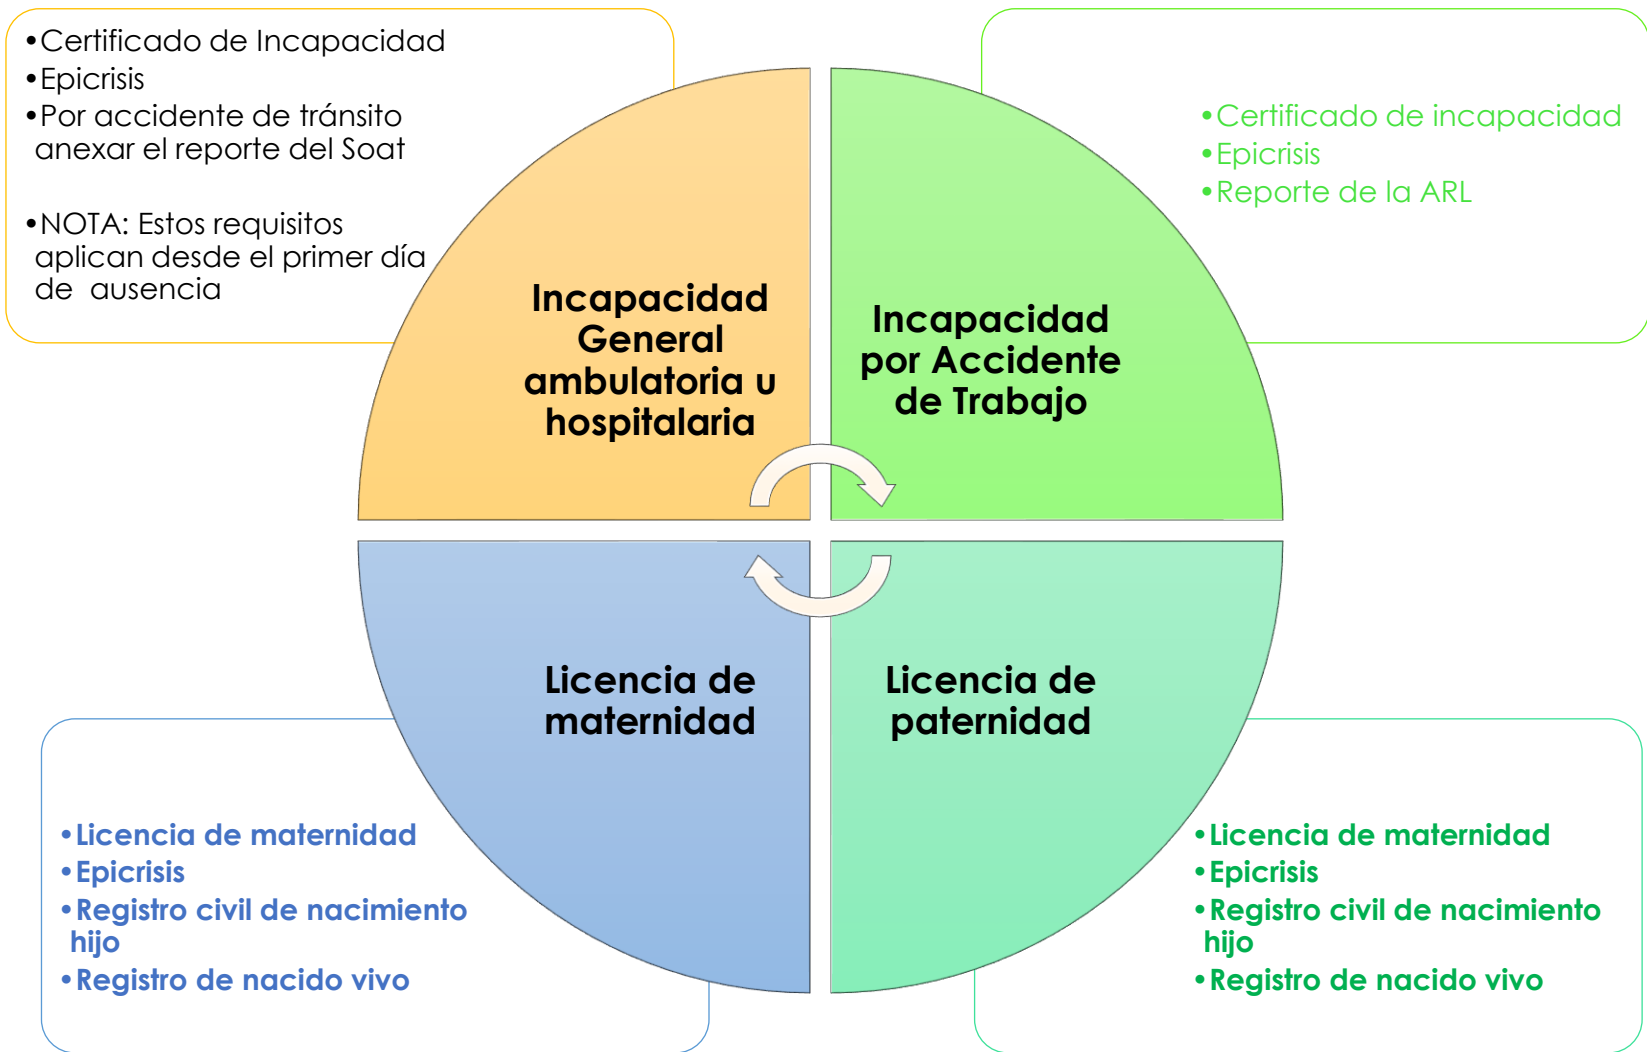 •Certificado de Incapacidad
•Epicrisis
•Por accidente de tránsito
anexar el reporte del Soat
•NOTA: Estos requisitos
aplican desde el primer día
de ausencia
•Certificado de incapacidad
•Epicrisis
•Reporte de la ARL
Incapacidad
General
ambulatoria u
hospitalaria
Incapacidad
por Accidente
de Trabajo
Licencia de
maternidad
Licencia de
paternidad
•Licencia de maternidad
•Epicrisis
•Registro civil de nacimiento
hijo
•Registro de nacido vivo
•Licencia de maternidad
•Epicrisis
•Registro civil de nacimiento
hijo
•Registro de nacido vivo